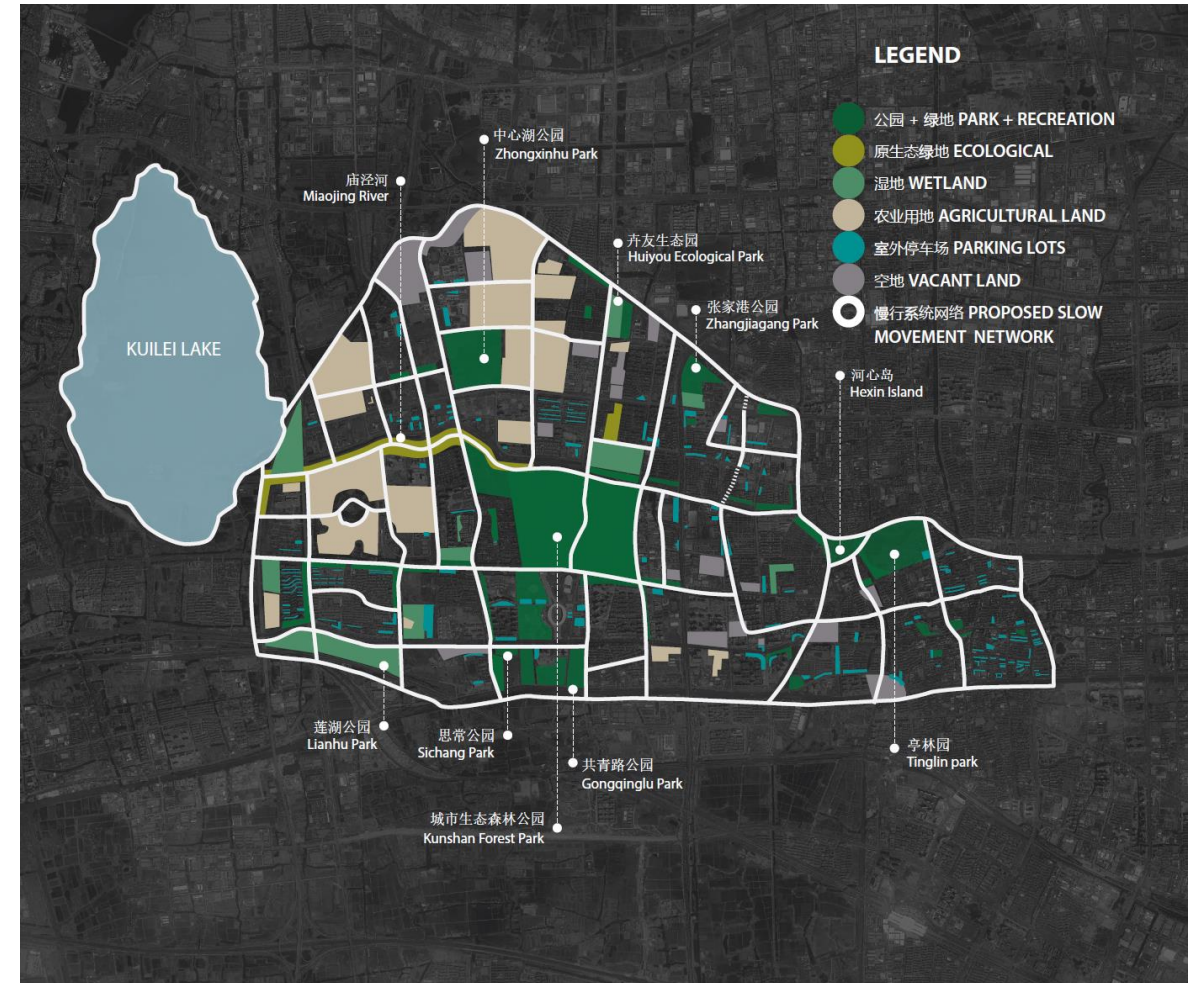 LEGEND
公园 + 绿地 PARK + RECREATION
原生态绿地 ECOLOGICAL
湿地 WETLAND
农业用地 AGRICULTURAL LAND
室外停车场 PARKING LOTS
空地 VACANT LAND
慢行系统网络 PROPOSED SLOW
MOVEMENT NETWORK
中心湖公园
Zhongxinhu Park
庙泾河
Miaojing River
卉友生态园
Huiyou Ecological Park
张家港公园
Zhangjiagang Park
KUILEI LAKE
河心岛
Hexin Island
莲湖公园
Lianhu Park
思常公园
Sichang Park
共青路公园
Gongqinglu Park
亭林园
Tinglin park
城市生态森林公园
Kunshan Forest Park